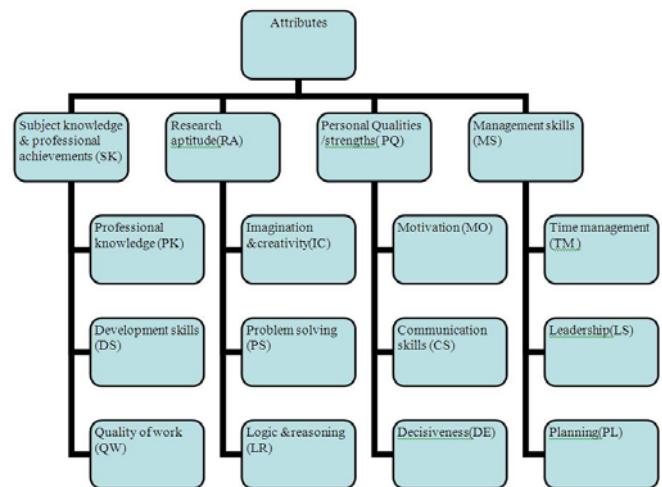 Attributes
Subject knowledge
& professional
achievements (SK)
Research
aptitude(RA)
Personal Qualities
/strengths( PQ)
Management skills
(MS)
Professional
knowledge (PK)
Imagination
&creativity(IC)
Motivation (MO)
Time management
(TM )
Development skills
(DS)
Problem solving
(PS)
Communication
skills (CS)
Leadership(LS)
Quality of work
(QW)
Logic &reasoning
(LR)
Decisiveness(DE)
Planning(PL)